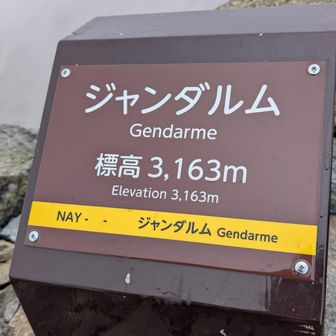 ジャンダルム
Gendarme
標高 3,163m
Elevation 3,163m
NAY - - ジャンダルム Gendarme